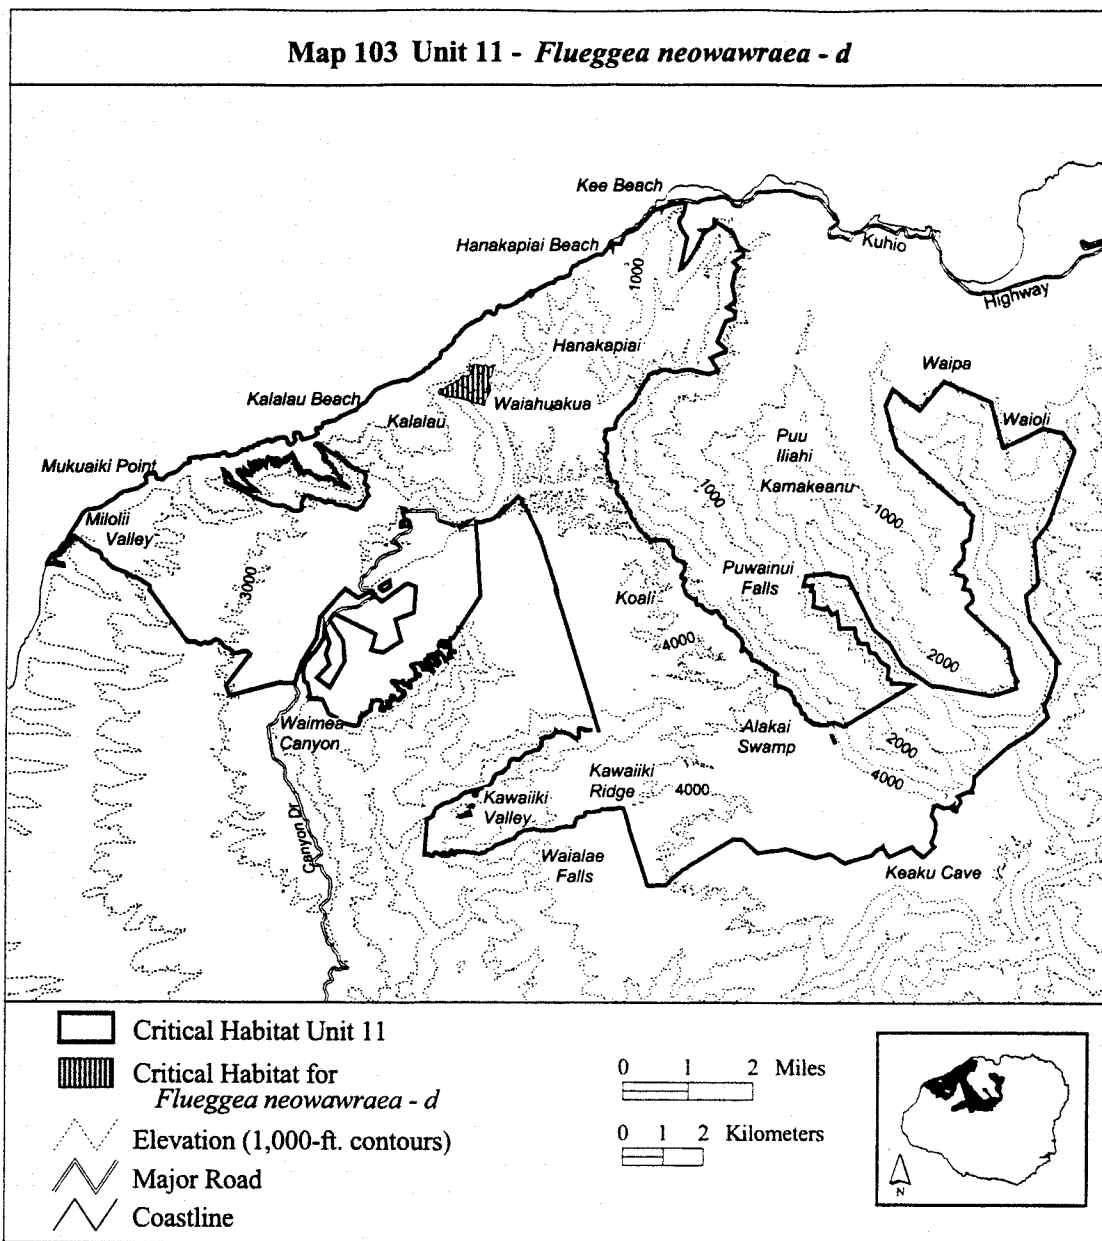 Map 103 Unit 11 - Flueggea neowawraea - d
Kee Beach
Hanakapiai Beach
Kuhio
Highway
1000
Hanakapiai
Waipa
Kalalau Beach
Waiahuakua
Kalalau
Waioli
Puu
Iliahi
Mukuaiki Point
Kamakeanu
1000
1000
Milolii
Valley
3000
Puwainui
Falls
Koali
4000
2000
Waimea
Canyon
Alakai
Swamp
2000
4000
Kawaiiki
Ridge
4000
Kawaiiki
Valley
Canyon Dr
Waialae
Falls
Keaku Cave
Critical Habitat Unit 11
Critical Habitat for
Flueggea neowawraea - d
Elevation (1,000-ft. contours)
Major Road
Coastline
0 1 2 Miles
0 1 2 Kilometers
N